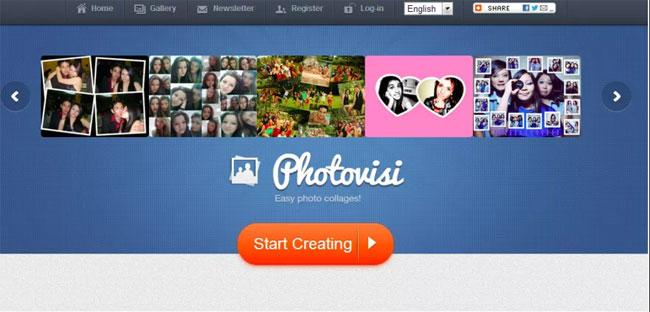 Home Gallery Newsletter Register Log-in English SHARE
Photovisi
Easy photo collages!
Start Creating